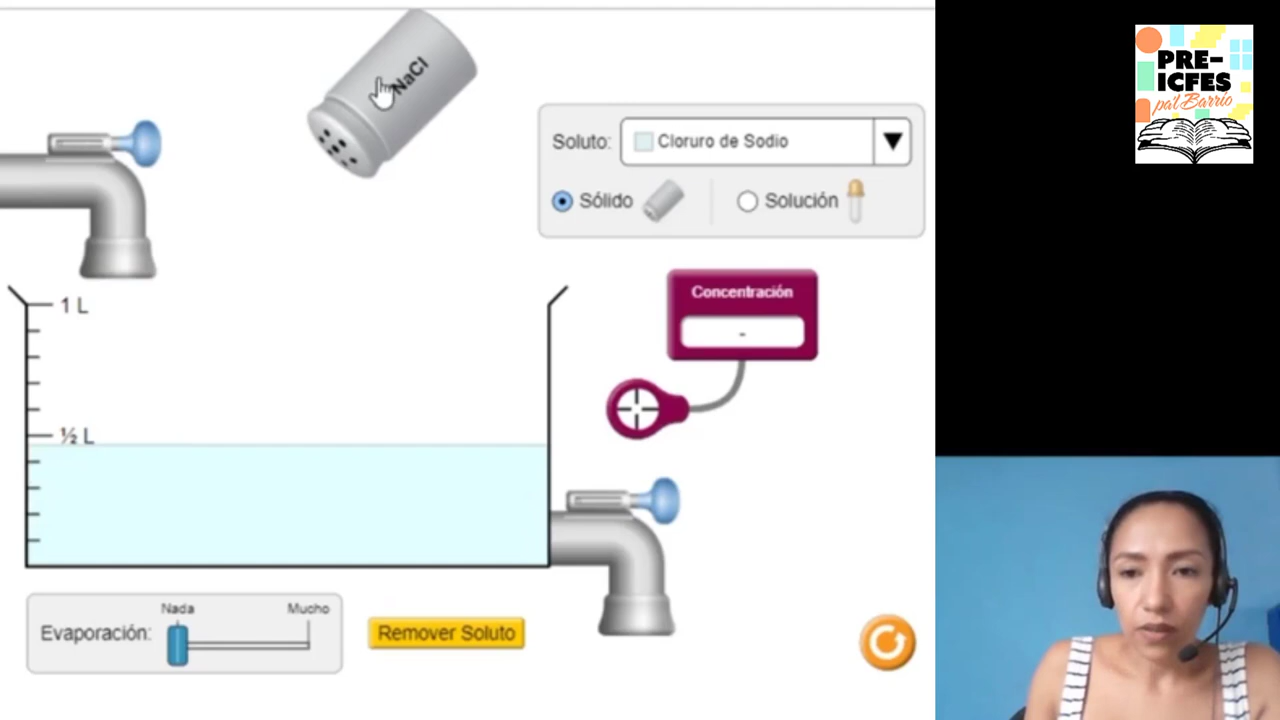 NaCl
PRE-
ICFES
pa'l Barrio
Soluto: Cloruro de Sodio
Sólido
Solución
Concentración
-
1 L
½ L
Nada
Mucho
Evaporación:
Remover Soluto